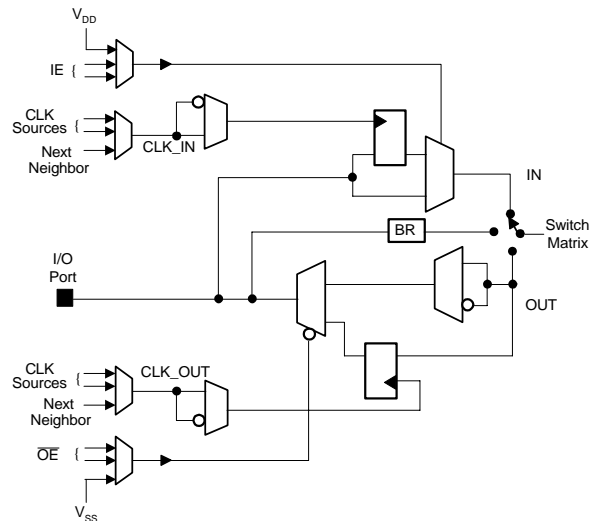 VDD
IE {
CLK
Sources {
Next
Neighbor
CLK_IN
IN
BR
Switch
Matrix
I/O
Port
OUT
CLK
Sources {
CLK_OUT
Next
Neighbor
O̅E̅ {
VSS